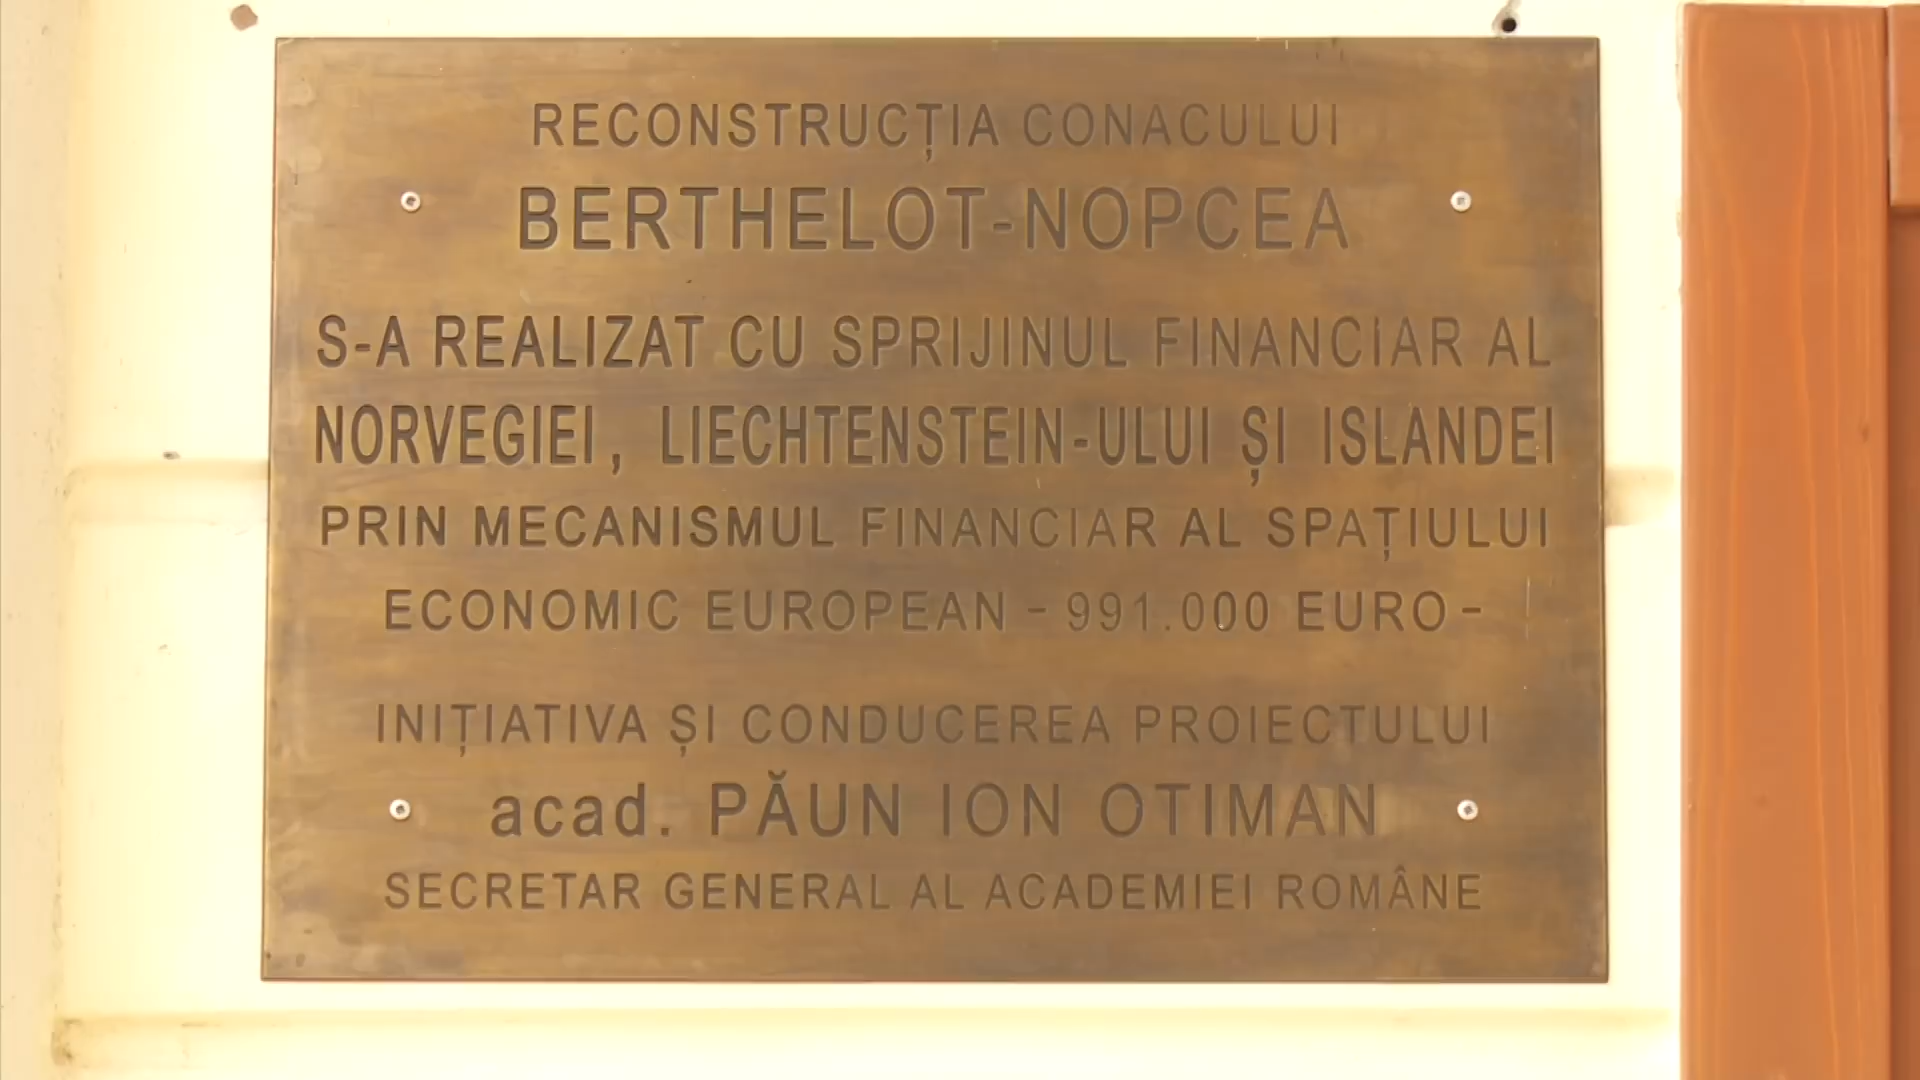 RECONSTRUCȚIA CONACULUI
BERTHELOT-NOPCEA
S-A REALIZAT CU SPRIJINUL FINANCIAR AL
NORVEGIEI, LIECHTENSTEIN-ULUI ȘI ISLANDEI
PRIN MECANISMUL FINANCIAR AL SPAȚIULUI
ECONOMIC EUROPEAN - 991.000 EURO -
INIȚIATIVA ȘI CONDUCEREA PROIECTULUI
acad. PĂUN ION OTIMAN
SECRETAR GENERAL AL ACADEMIEI ROMÂNE